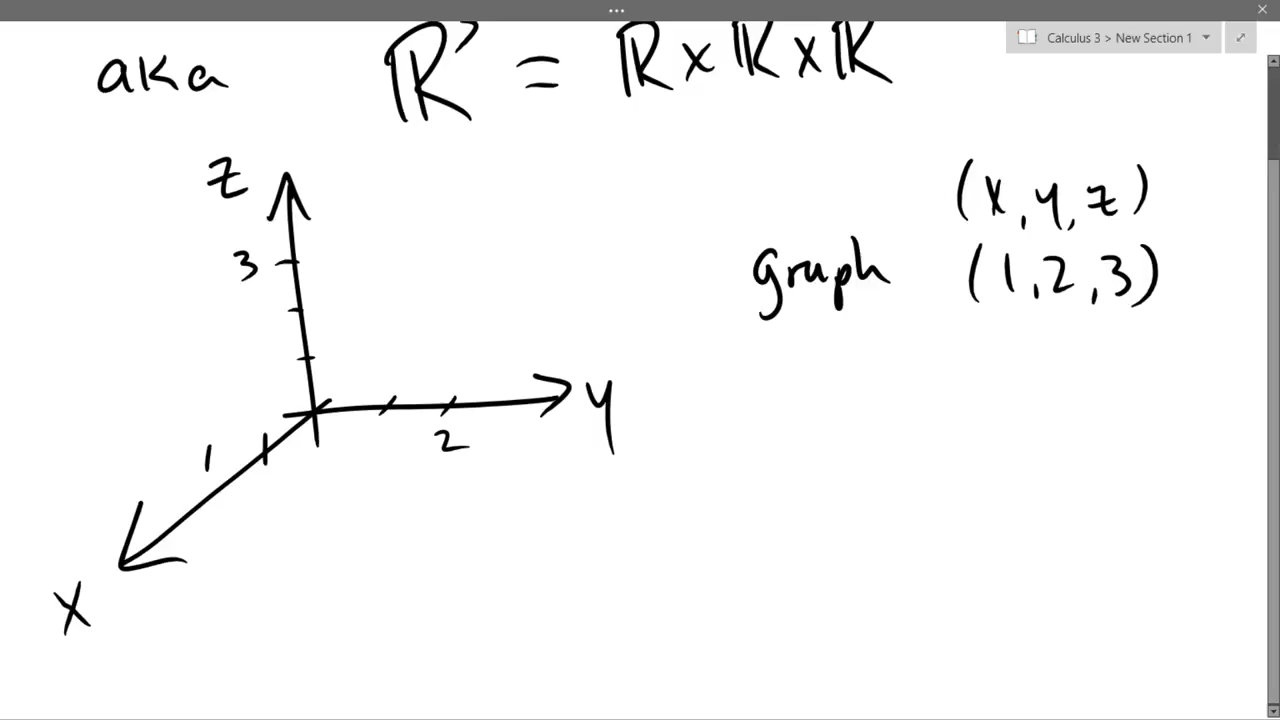 Calculus 3 > New Section 1
aka ℝ³ = ℝ × ℝ × ℝ
z
(x, y, z)
3
graph (1, 2, 3)
y
2
1
x